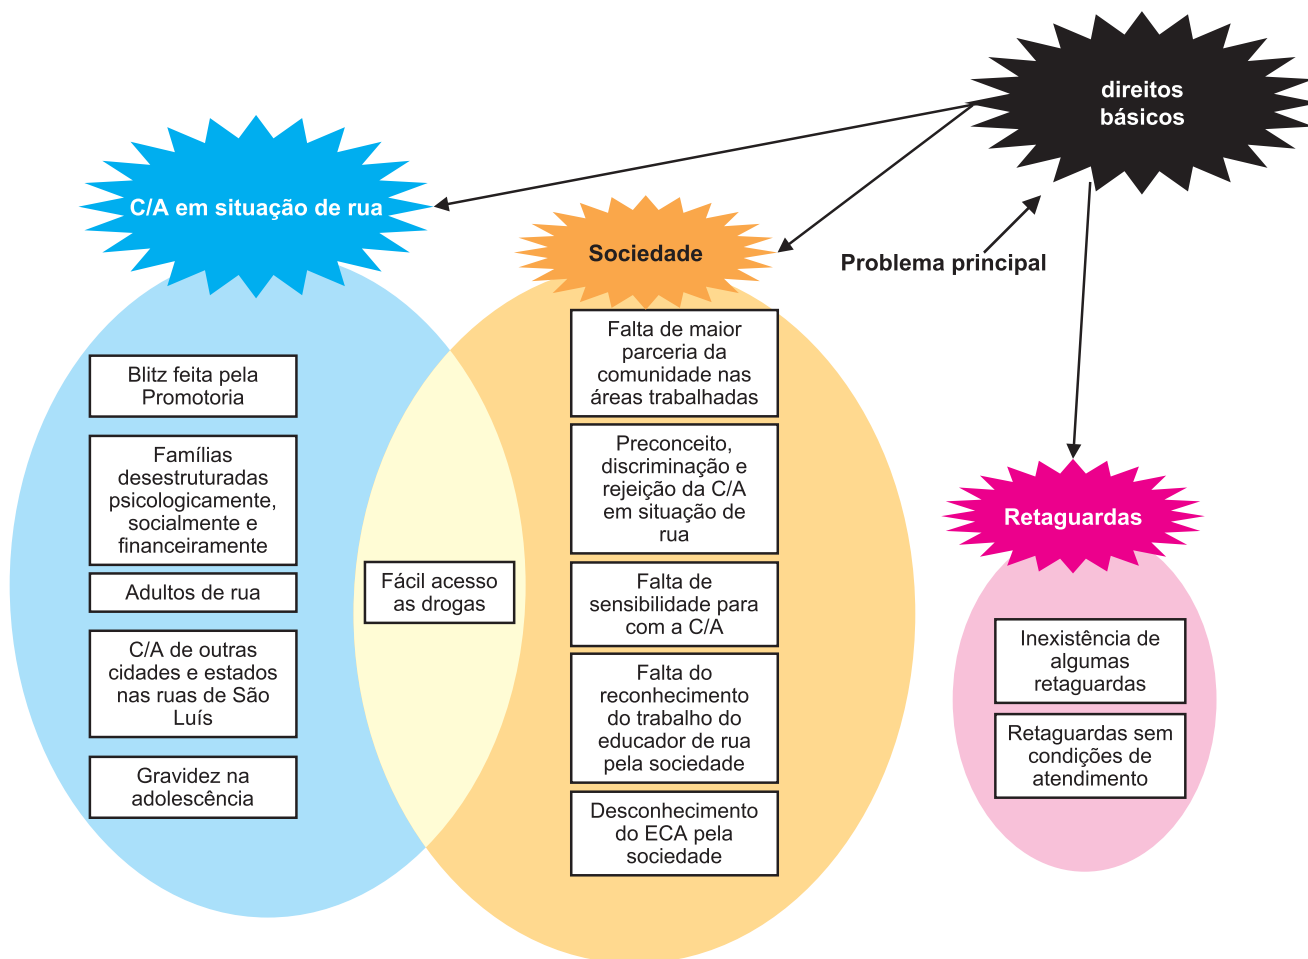 direitos
básicos
C/A em situação de rua
Sociedade
Problema principal
Blitz feita pela
Promotoria
Famílias
desestruturadas
psicologicamente,
socialmente e
financeiramente
Adultos de rua
C/A de outras
cidades e estados
nas ruas de São
Luís
Gravidez na
adolescência
Fácil acesso
as drogas
Falta de maior
parceria da
comunidade nas
áreas trabalhadas
Preconceito,
discriminação e
rejeição da C/A
em situação de
rua
Falta de
sensibilidade para
com a C/A
Falta do
reconhecimento
do trabalho do
educador de rua
pela sociedade
Desconhecimento
do ECA pela
sociedade
Retaguardas
Inexistência de
algumas
retaguardas
Retaguardas sem
condições de
atendimento